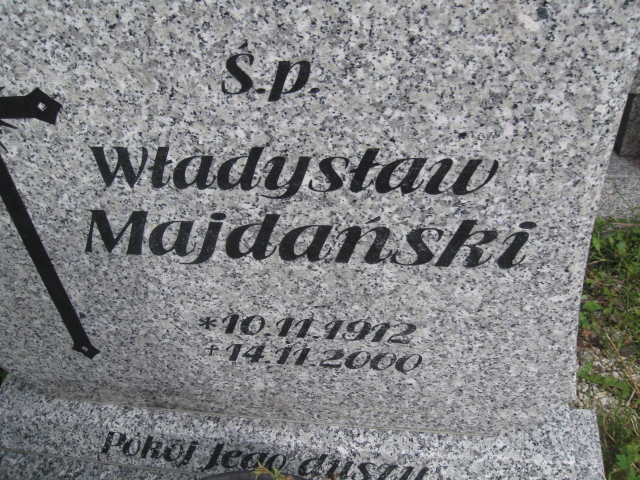 Ś.p.
Władysław
Majdański
*10.11.1912
+14.11.2000
Pokój Jego duszy